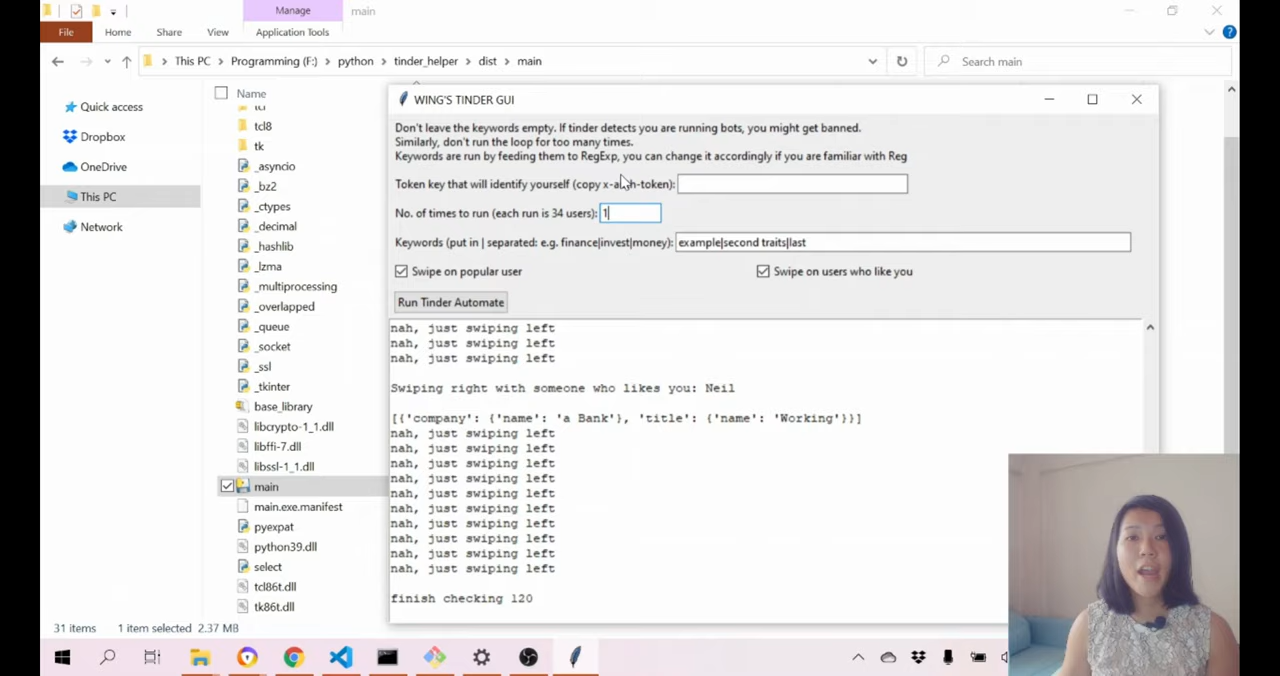 Manage
main
File
Home
Share
View
Application Tools
This PC
Programming (F:)
python
tinder_helper
dist
main
Search main
Quick access
Dropbox
OneDrive
This PC
Network
Name
tcl8
tk
_asyncio
_bz2
_ctypes
_decimal
_hashlib
_lzma
_multiprocessing
_overlapped
_queue
_socket
_ssl
_tkinter
base_library
libcrypto-1_1.dll
libffi-7.dll
libssl-1_1.dll
main
main.exe.manifest
pyexpat
python39.dll
select
tcl86t.dll
tk86t.dll
31 items
1 item selected 2.37 MB
WING'S TINDER GUI
Don't leave the keywords empty. If tinder detects you are running bots, you might get banned.
Similarly, don't run the loop for too many times.
Keywords are run by feeding them to RegExp, you can change it accordingly if you are familiar with Reg
Token key that will identify yourself (copy x-auth-token):
No. of times to run (each run is 34 users): 1
Keywords (put in | separated: e.g. finance|invest|money): example|second traits|last
Swipe on popular user
Swipe on users who like you
Run Tinder Automate
nah, just swiping left
nah, just swiping left
nah, just swiping left
Swiping right with someone who likes you: Neil
[{'company': {'name': 'a Bank'}, 'title': {'name': 'Working'}}]
nah, just swiping left
nah, just swiping left
nah, just swiping left
nah, just swiping left
nah, just swiping left
nah, just swiping left
nah, just swiping left
nah, just swiping left
nah, just swiping left
nah, just swiping left
finish checking 120